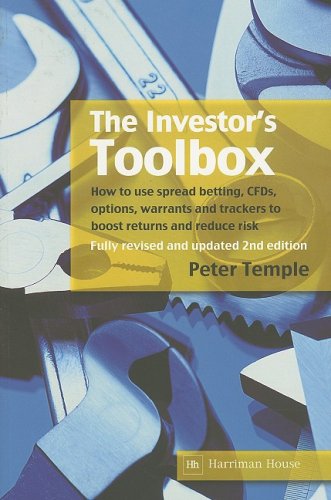 22
The Investor's
Toolbox
How to use spread betting, CFDs,
options, warrants and trackers to
boost returns and reduce risk
Fully revised and updated 2nd edition
Peter Temple
Hh Harriman House